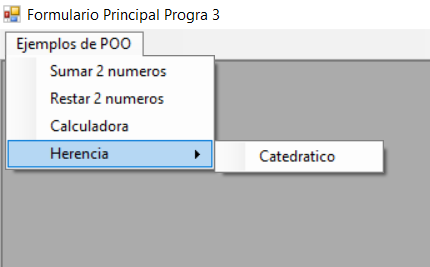 Formulario Principal Progra 3
Ejemplos de POO
Sumar 2 numeros
Restar 2 numeros
Calculadora
Herencia
Catedratico